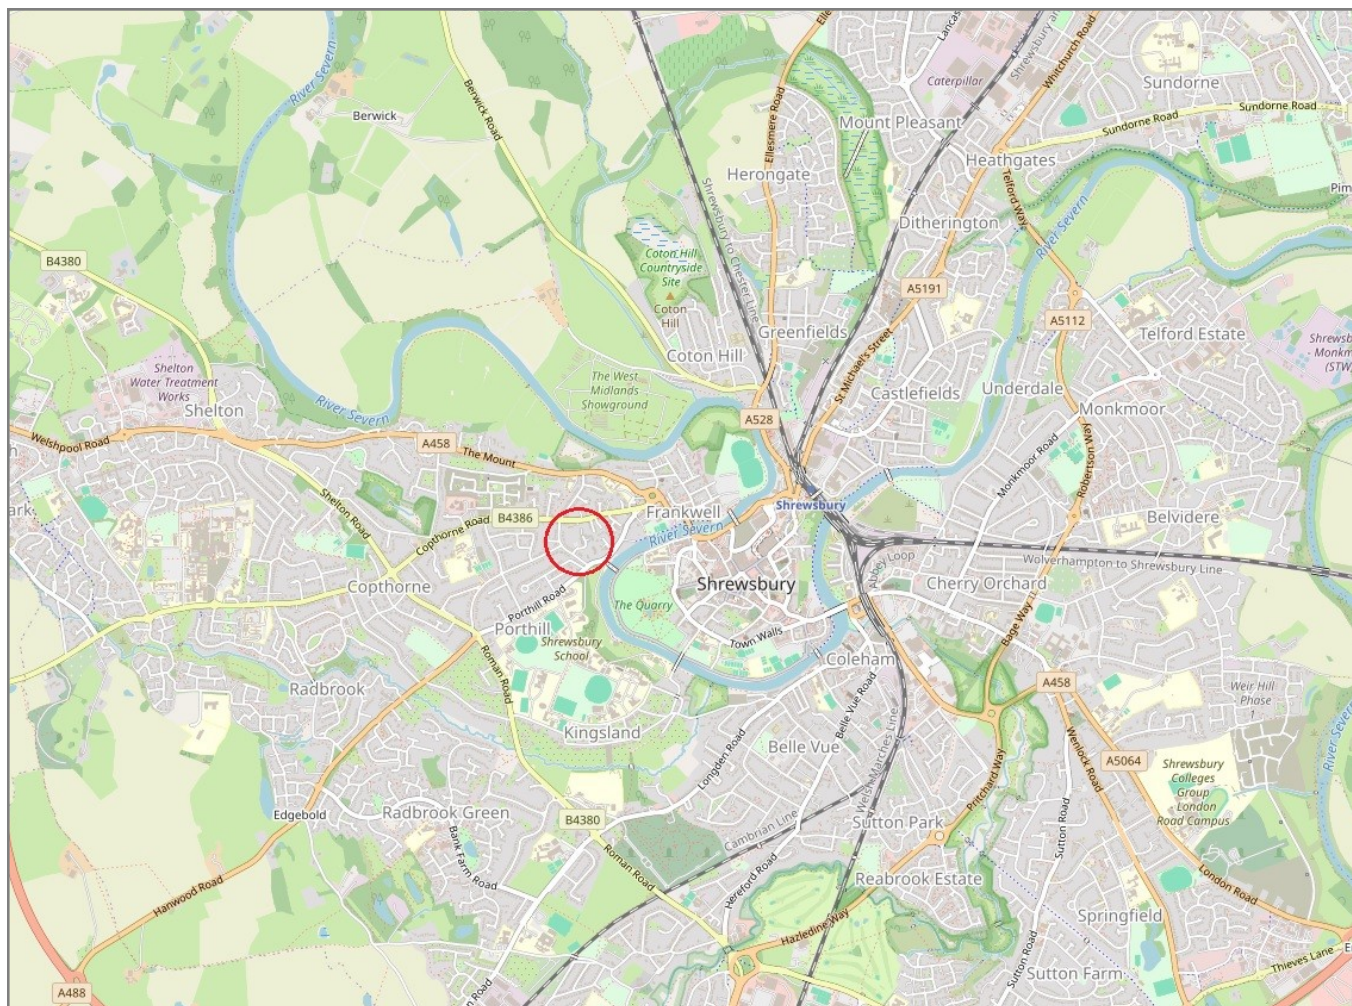 River Severn
Berwick
Berwick Road
Ellesmere Road
Caterpillar
Whitchurch Road
Sundorne
Sundorne Road
Sundorne Road
Mount Pleasant
Heathgates
Herongate
Telford Way
Ditherington
River Severn
B4380
Coton Hill
Countryside
Site
Coton
Hill
Shrewsbury to Chester Line
A5191
A5112
Greenfields
Telford Estate
Coton Hill
St Michael's Street
Shelton
Water Treatment
Works
The West
Midlands
Showground
Castlefields
Underdale
Monkmoor
Shelton
River Severn
A528
Welshpool Road
A458
The Mount
Monkmoor Road
Robertson Way
Shelton Road
Shrewsbury
Frankwell
B4386
Copthorne Road
River Severn
Belvidere
Abbey Loop
Wolverhampton to Shrewsbury Line
Cherry Orchard
Copthorne
Shrewsbury
Porthill Road
The Quarry
Bage Way
Porthill
Town Walls
Shrewsbury
School
Coleham
Roman Road
Radbrook
A458
Weir Hill
Phase
1
Belle Vue Road
Kingsland
Belle Vue
Longden Road
Welsh Marches Line
Wenlock Road
River Severn
A5064
Pritchard Way
Shrewsbury
Colleges
Group
London
Road Campus
Edgebold
Radbrook Green
B4380
Cambrian Line
Sutton Park
Sutton Road
Bank Farm Road
Roman Road
Hereford Road
Reabrook Estate
London Road
Hanwood Road
Hazledine Way
Springfield
Sutton Road
Thieves Lane
Sutton Farm
A488